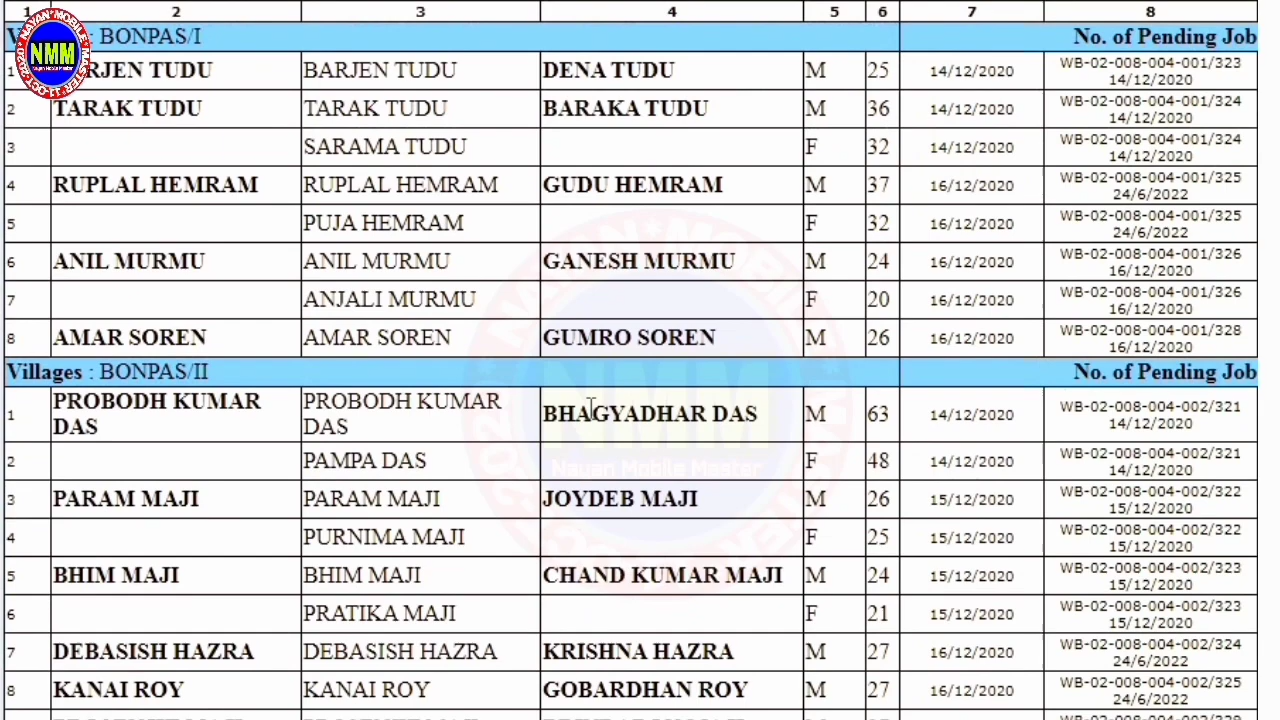 1 2 3 4 5 6 7 8
: BONPAS/I No. of Pending Job
NAYAN*MOBILE MASTER*11-OCT-2020*
NMM
Nayan Mobile Master
1 RJEN TUDU BARJEN TUDU DENA TUDU M 25 14/12/2020 WB-02-008-004-001/323
14/12/2020
2 TARAK TUDU TARAK TUDU BARAKA TUDU M 36 14/12/2020 WB-02-008-004-001/324
14/12/2020
3 SARAMA TUDU F 32 14/12/2020 WB-02-008-004-001/324
14/12/2020
4 RUPLAL HEMRAM RUPLAL HEMRAM GUDU HEMRAM M 37 16/12/2020 WB-02-008-004-001/325
24/6/2022
5 PUJA HEMRAM F 32 16/12/2020 WB-02-008-004-001/325
24/6/2022
6 ANIL MURMU ANIL MURMU GANESH MURMU M 24 16/12/2020 WB-02-008-004-001/326
16/12/2020
7 ANJALI MURMU F 20 16/12/2020 WB-02-008-004-001/326
16/12/2020
8 AMAR SOREN AMAR SOREN GUMRO SOREN M 26 16/12/2020 WB-02-008-004-001/328
16/12/2020
Villages : BONPAS/II No. of Pending Job
1 PROBODH KUMAR DAS PROBODH KUMAR DAS BHAGYADHAR DAS M 63 14/12/2020 WB-02-008-004-002/321
14/12/2020
2 PAMPA DAS F 48 14/12/2020 WB-02-008-004-002/321
14/12/2020
NMM
Nayan Mobile Master
3 PARAM MAJI PARAM MAJI JOYDEB MAJI M 26 15/12/2020 WB-02-008-004-002/322
15/12/2020
4 PURNIMA MAJI F 25 15/12/2020 WB-02-008-004-002/322
15/12/2020
5 BHIM MAJI BHIM MAJI CHAND KUMAR MAJI M 24 15/12/2020 WB-02-008-004-002/323
15/12/2020
6 PRATIKA MAJI F 21 15/12/2020 WB-02-008-004-002/323
15/12/2020
7 DEBASISH HAZRA DEBASISH HAZRA KRISHNA HAZRA M 27 16/12/2020 WB-02-008-004-002/324
24/6/2022
8 KANAI ROY KANAI ROY GOBARDHAN ROY M 27 16/12/2020 WB-02-008-004-002/325
24/6/2022